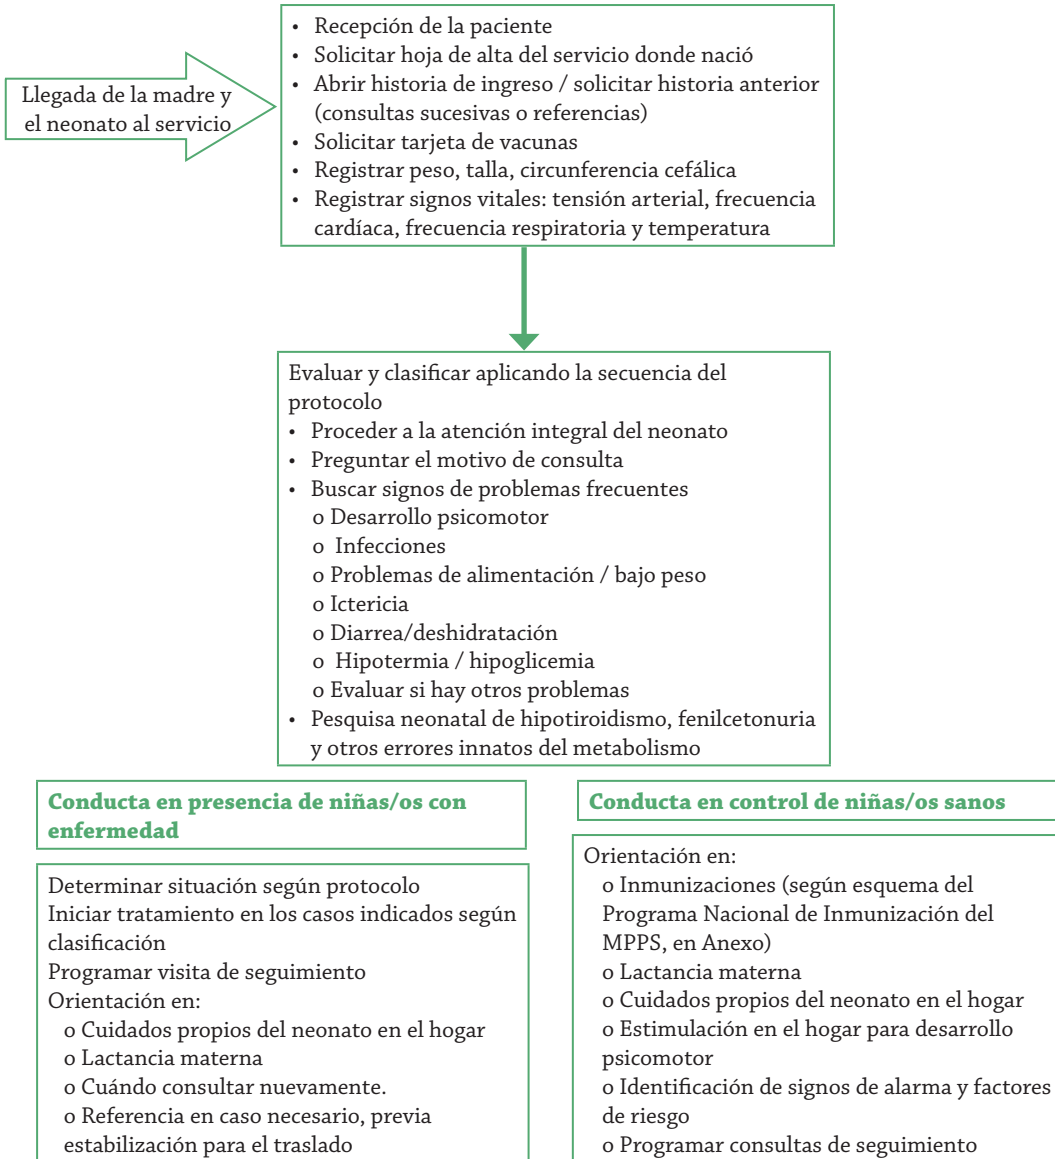 Llegada de la madre y
el neonato al servicio
• Recepción de la paciente
• Solicitar hoja de alta del servicio donde nació
• Abrir historia de ingreso / solicitar historia anterior
(consultas sucesivas o referencias)
• Solicitar tarjeta de vacunas
• Registrar peso, talla, circunferencia cefálica
• Registrar signos vitales: tensión arterial, frecuencia
cardíaca, frecuencia respiratoria y temperatura
Evaluar y clasificar aplicando la secuencia del
protocolo
• Proceder a la atención integral del neonato
• Preguntar el motivo de consulta
• Buscar signos de problemas frecuentes
o Desarrollo psicomotor
o Infecciones
o Problemas de alimentación / bajo peso
o Ictericia
o Diarrea/deshidratación
o Hipotermia / hipoglicemia
o Evaluar si hay otros problemas
• Pesquisa neonatal de hipotiroidismo, fenilcetonuria
y otros errores innatos del metabolismo
Conducta en presencia de niñas/os con
enfermedad
Determinar situación según protocolo
Iniciar tratamiento en los casos indicados según
clasificación
Programar visita de seguimiento
Orientación en:
o Cuidados propios del neonato en el hogar
o Lactancia materna
o Cuándo consultar nuevamente.
o Referencia en caso necesario, previa
estabilización para el traslado
Conducta en control de niñas/os sanos
Orientación en:
o Inmunizaciones (según esquema del
Programa Nacional de Inmunización del
MPPS, en Anexo)
o Lactancia materna
o Cuidados propios del neonato en el hogar
o Estimulación en el hogar para desarrollo
psicomotor
o Identificación de signos de alarma y factores
de riesgo
o Programar consultas de seguimiento